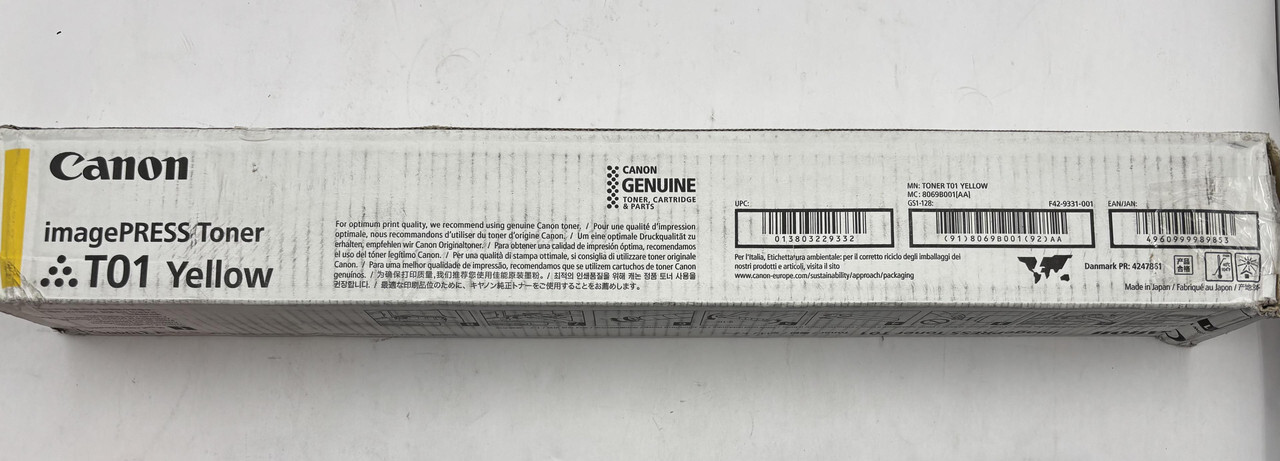 Canon
imagePRESS Toner
T01 Yellow
For optimum print quality, we recommend using genuine Canon toner. / Pour une qualité d'impression
optimale, nous recommandons d'utiliser du toner d'origine Canon. / Um eine optimale Druckqualität zu
erhalten, empfehlen wir Canon Originaltoner. / Para obtener una calidad de impresión óptima, recomendamos
el uso del tóner legítimo Canon. / Per una qualità di stampa ottimale, si consiglia di utilizzare toner originale
Canon. / Para uma melhor qualidade de impressão, recomendamos que se utilizem cartuchos de toner Canon
genuínos. / 为确保打印质量,我们推荐您使用佳能原装墨粉。/ 최적의 인쇄품질을 위해 캐논 정품 토너 사용을
권장합니다. / 最適な印刷品位のために、キヤノン純正トナーをご使用することをお薦めします。
CANON
GENUINE
TONER, CARTRIDGE
& PARTS
UPC:
013803229332
MN: TONER T01 YELLOW
MC: 8069B001[AA]
GS1-128: F42-9331-001
(91)8069B001(92)AA
EAN/JAN:
4960999989853
Per l'Italia, Etichettatura ambientale: per il corretto riciclo degli imballaggi dei
nostri prodotti e articoli, visita il sito
www.canon-europe.com/sustainability/approach/packaging
Danmark PR: 4247861
产品
合格
Made in Japan / Fabriqué au Japon /